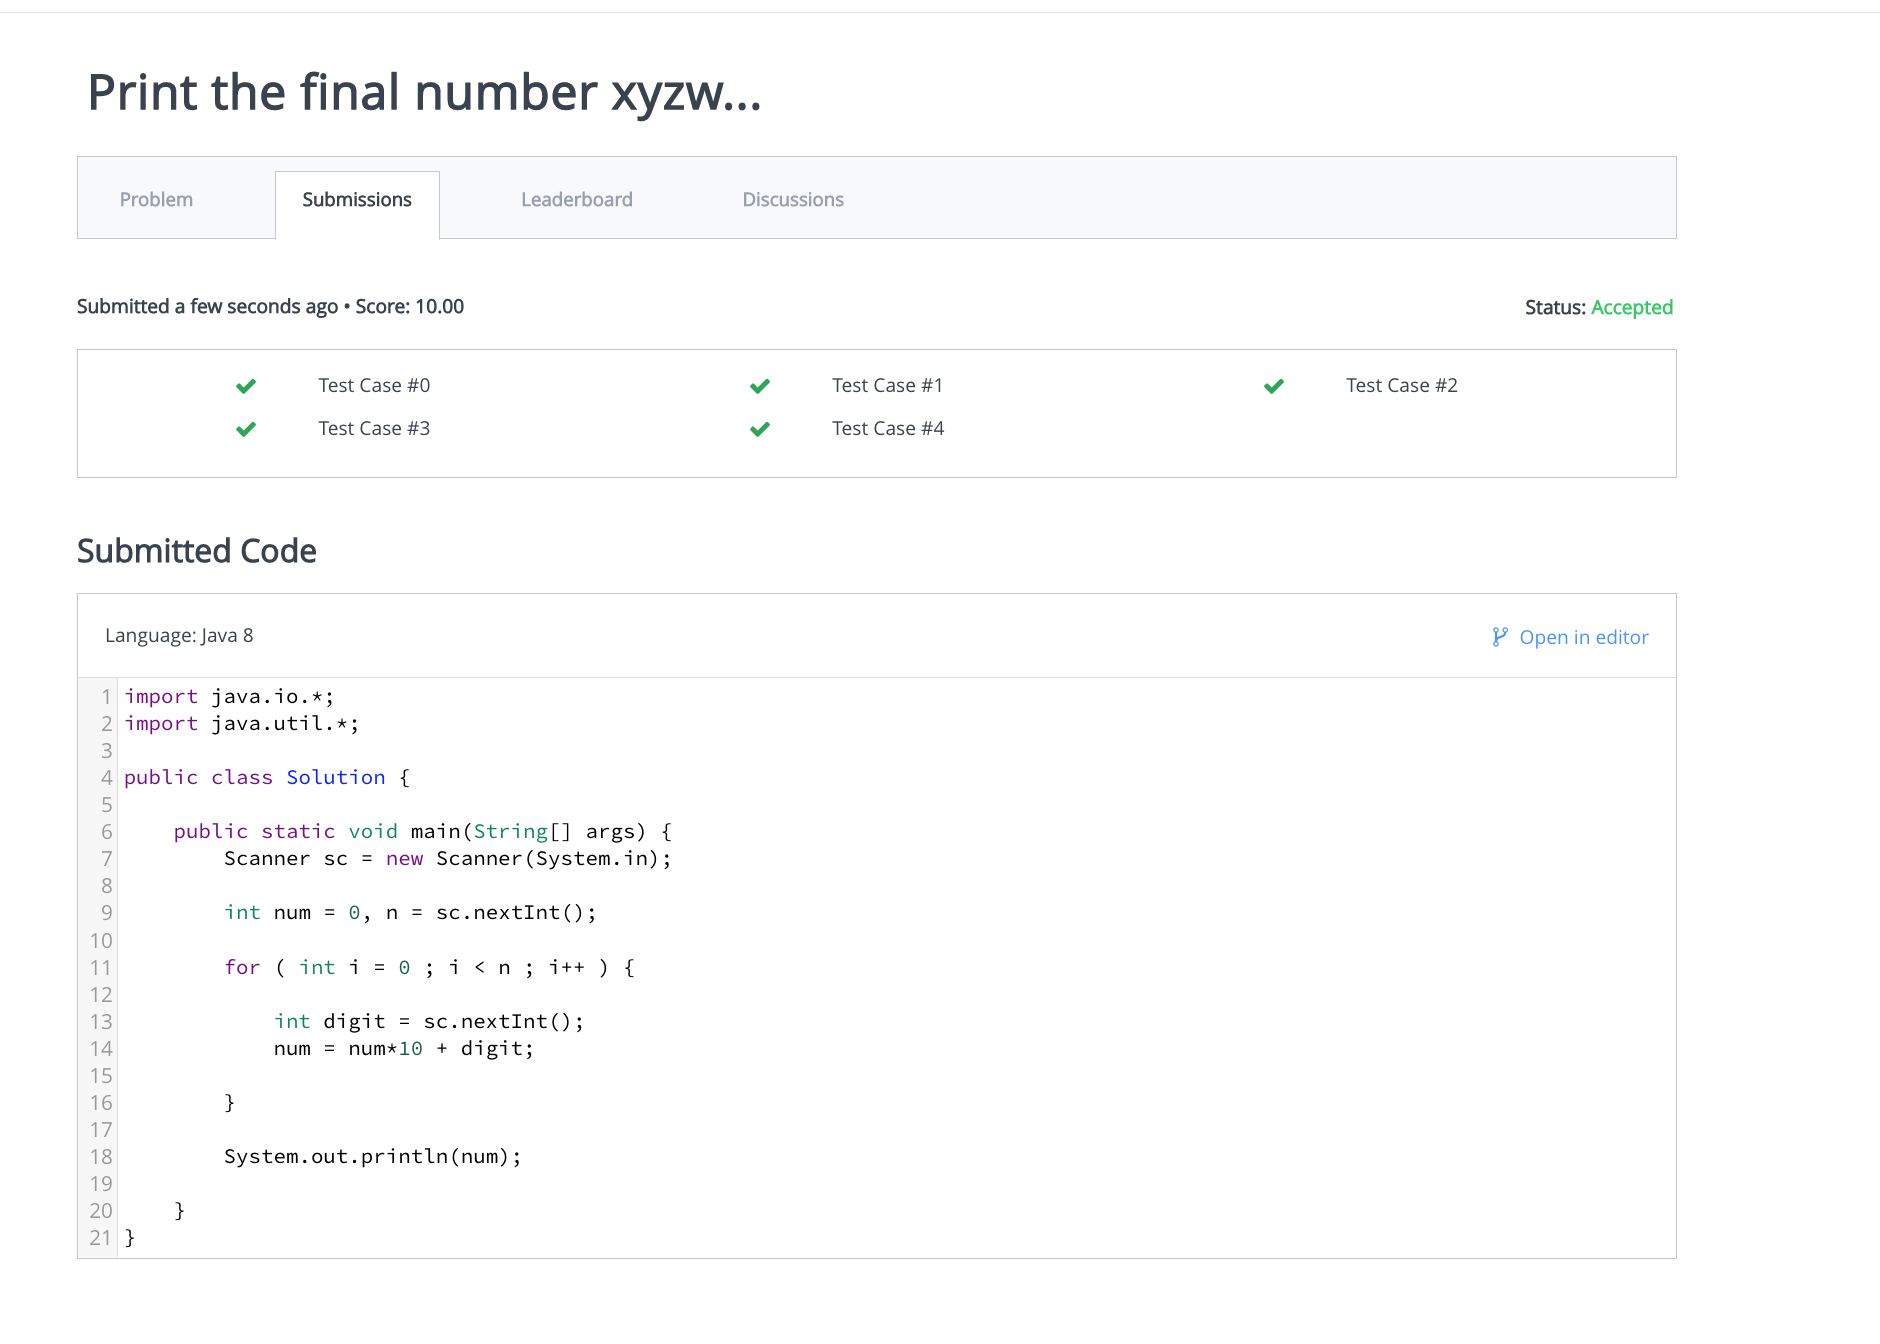 Print the final number xyzw...
Problem Submissions Leaderboard Discussions
Submitted a few seconds ago • Score: 10.00 Status: Accepted
Test Case #0 Test Case #1 Test Case #2
Test Case #3 Test Case #4
Submitted Code
Language: Java 8 Open in editor
1 import java.io.*;
2 import java.util.*;
3
4 public class Solution {
5
6     public static void main(String[] args) {
7         Scanner sc = new Scanner(System.in);
8
9         int num = 0, n = sc.nextInt();
10
11         for ( int i = 0 ; i < n ; i++ ) {
12
13             int digit = sc.nextInt();
14             num = num*10 + digit;
15
16         }
17
18         System.out.println(num);
19
20     }
21 }